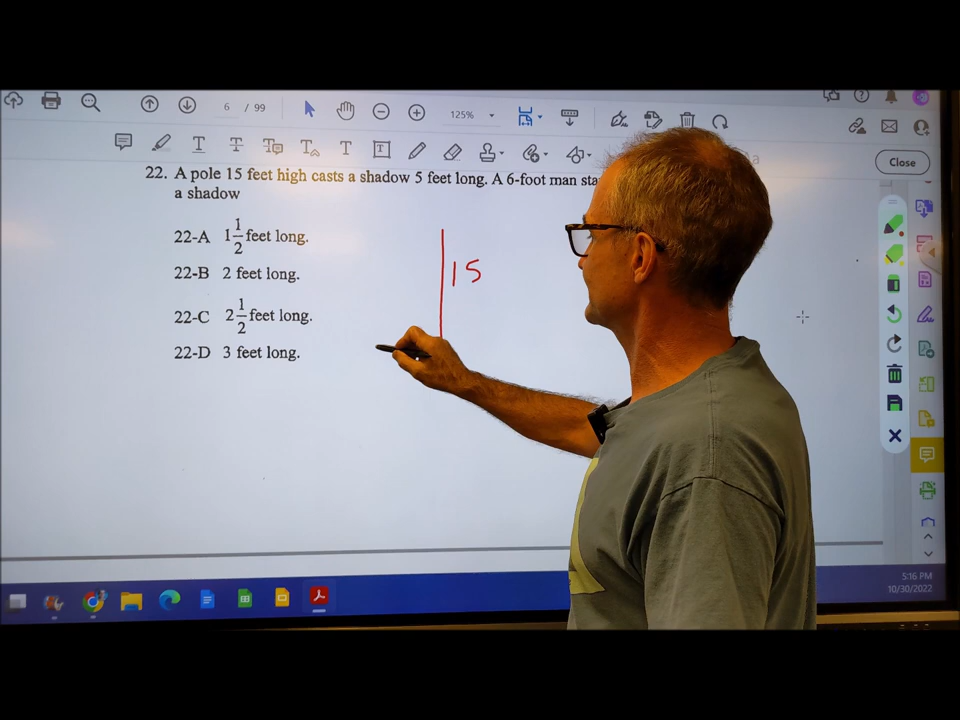 6 / 99
125%
Close
22. A pole 15 feet high casts a shadow 5 feet long. A 6-foot man
a shadow
22-A 1 1/2 feet long.
22-B 2 feet long.
22-C 2 1/2 feet long.
22-D 3 feet long.
15
5:16 PM
10/30/2022